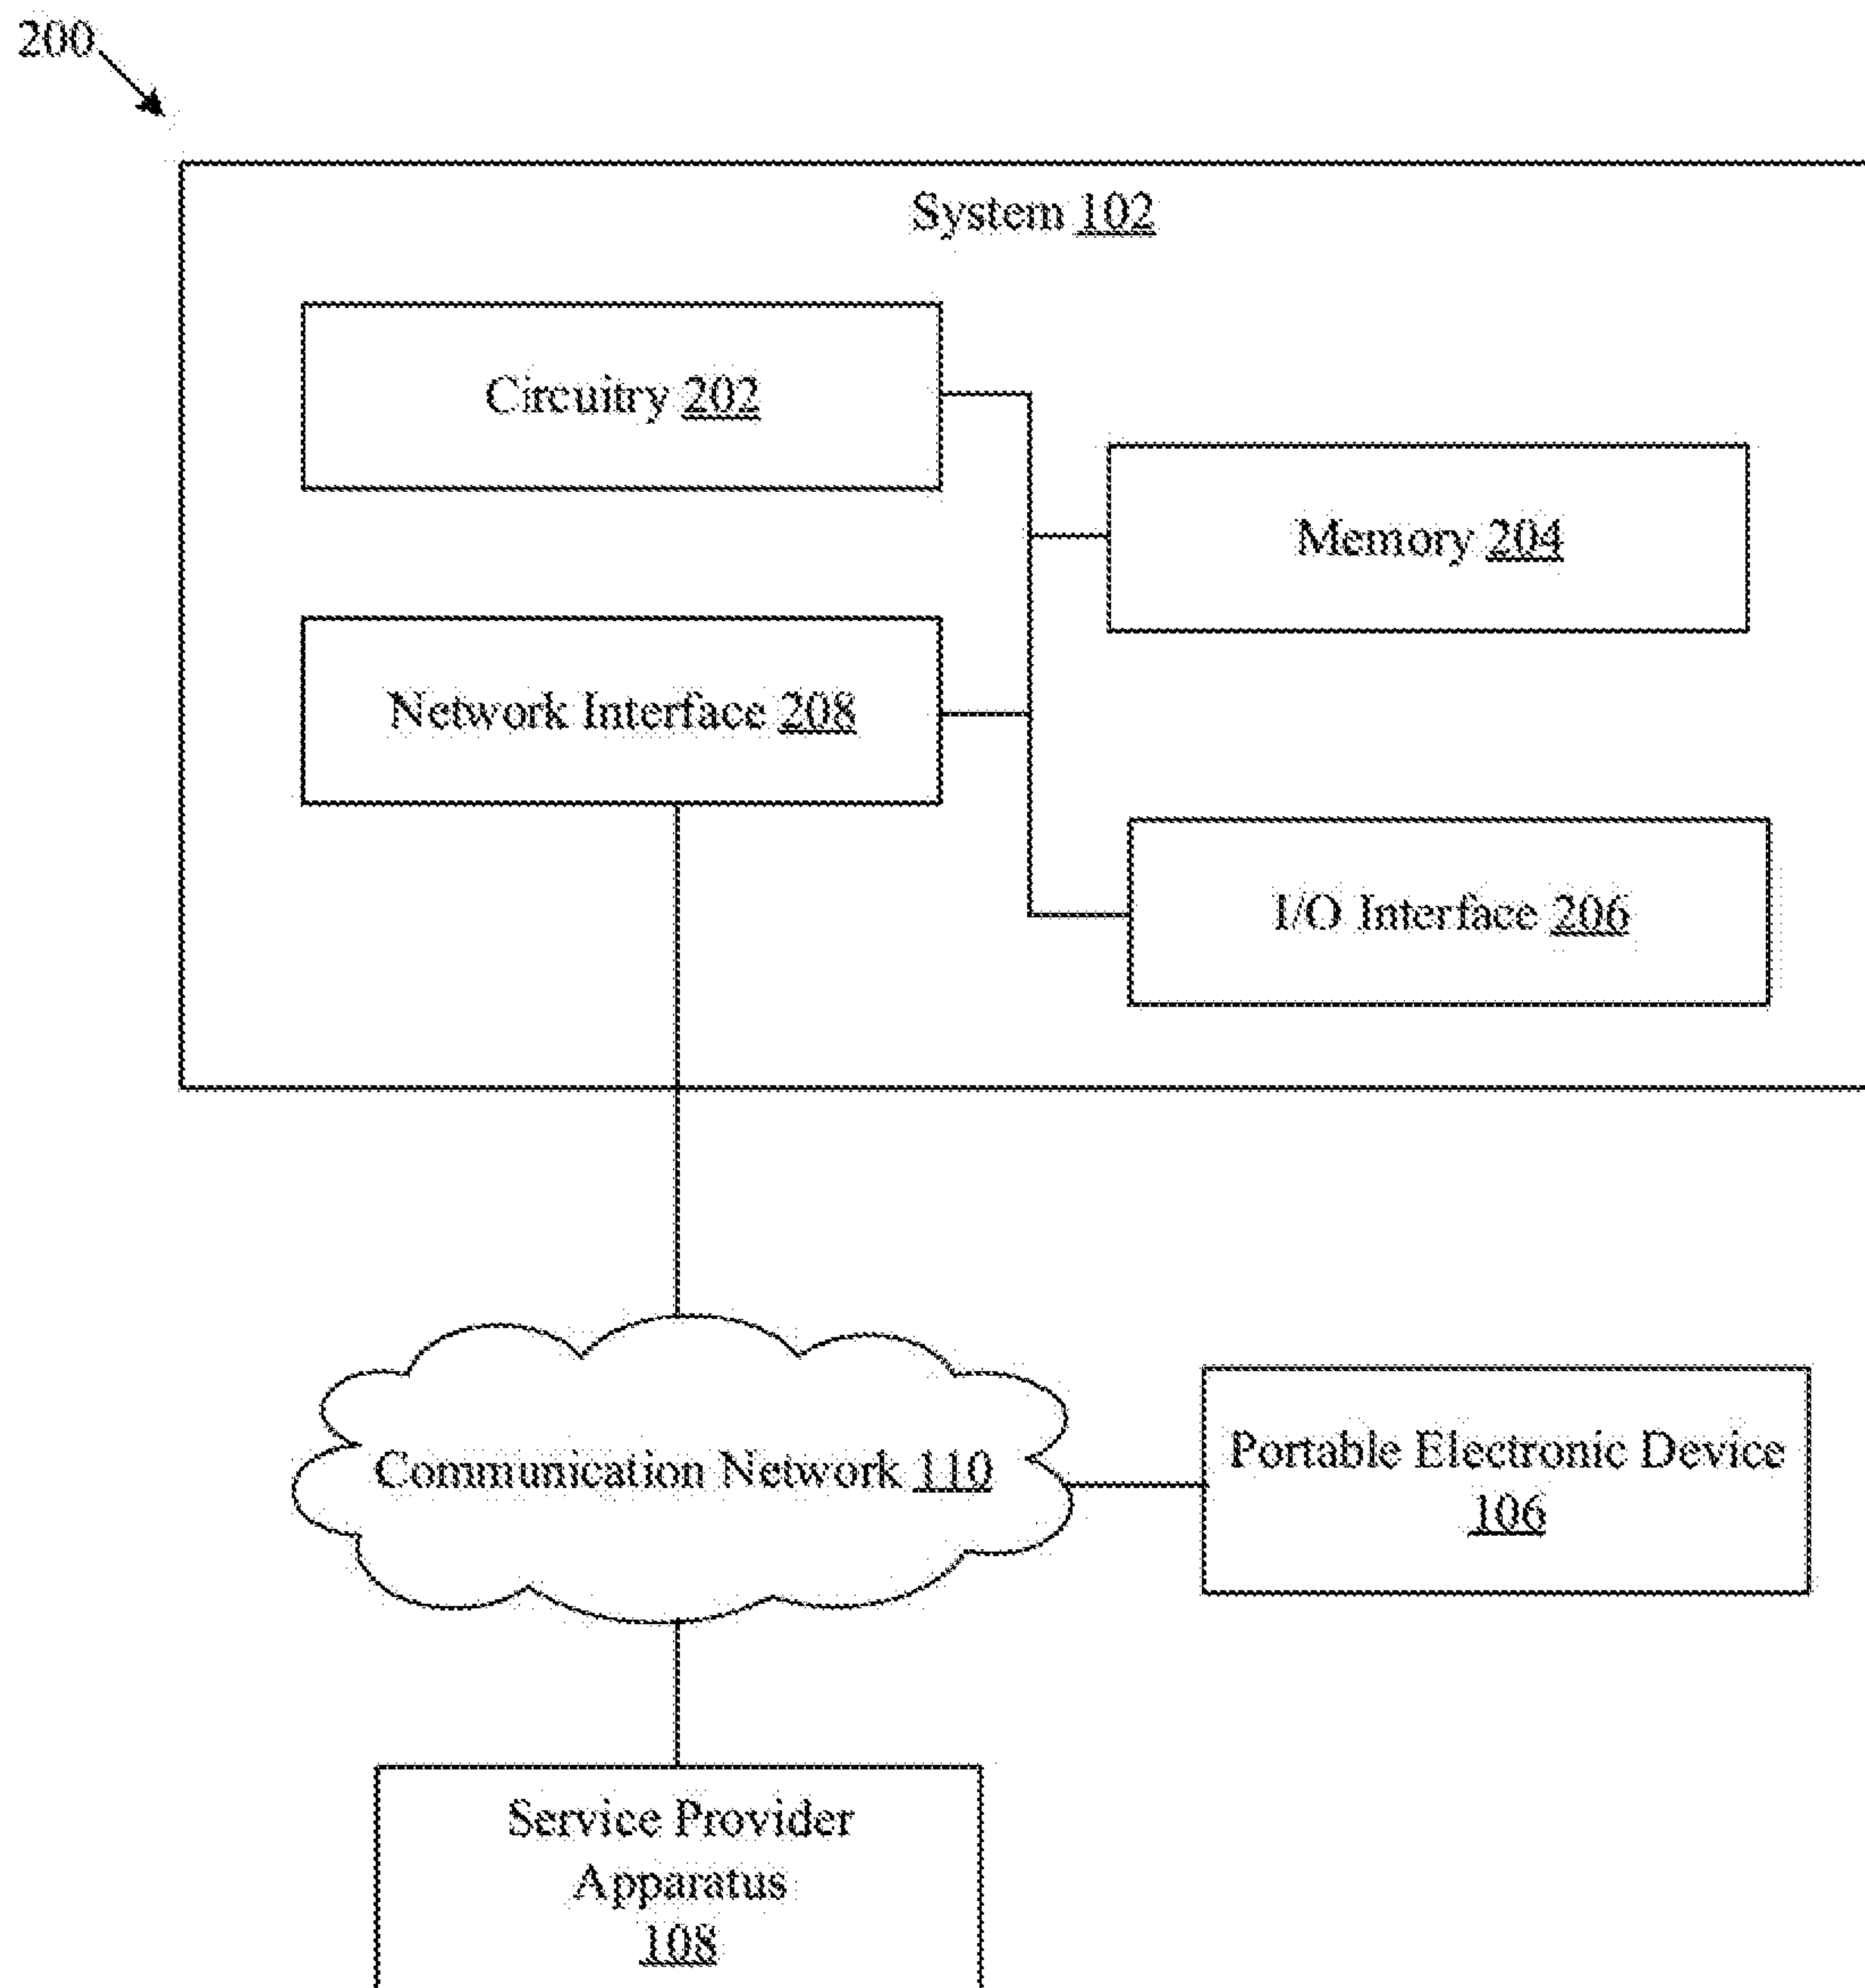 200
System 102
Circuitry 202
Memory 204
Network Interface 208
I/O Interface 206
Communication Network 110
Portable Electronic Device
106
Service Provider
Apparatus
108